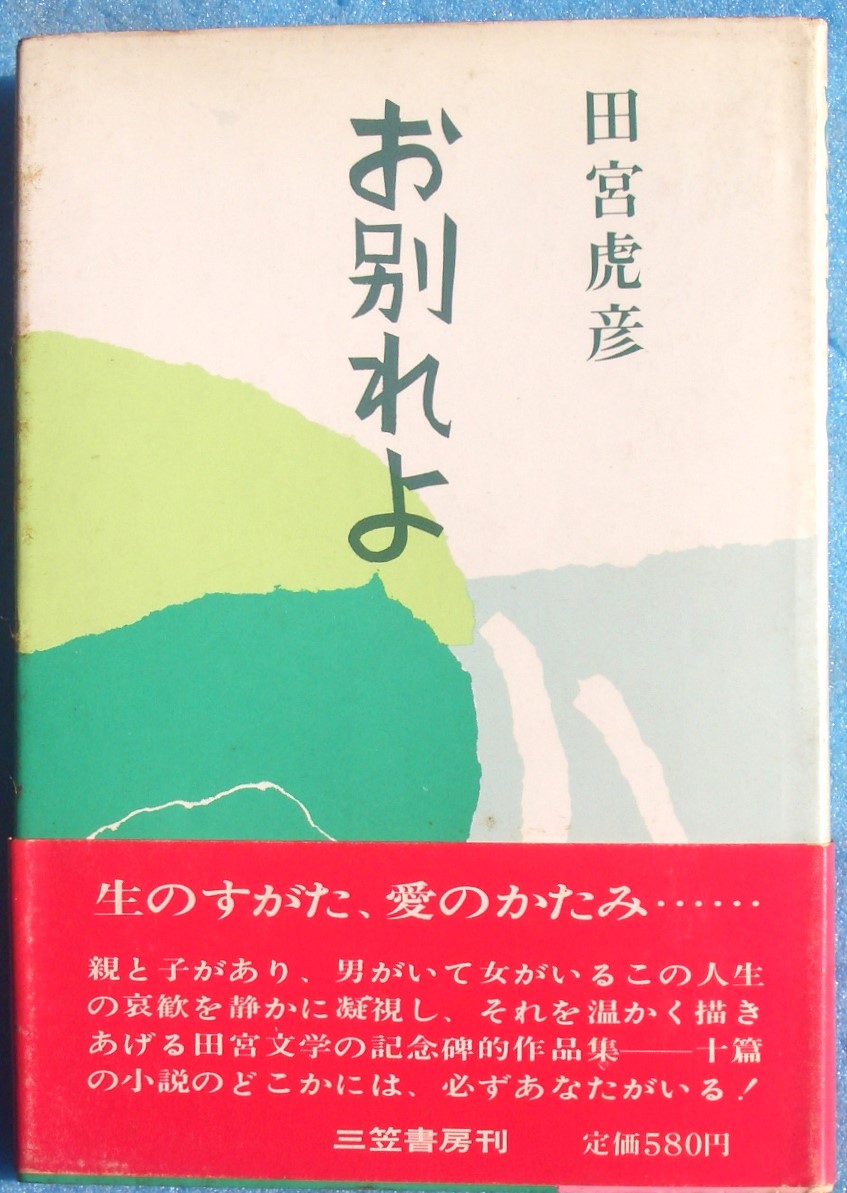 田宮虎彦
お別れよ
生のすがた、愛のかたみ……
親と子があり、男がいて女がいるこの人生
の哀歓を静かに凝視し、それを温かく描き
あげる田宮文学の記念碑的作品集――十篇
の小説のどこかには、必ずあなたがいる！
三笠書房刊 定価580円